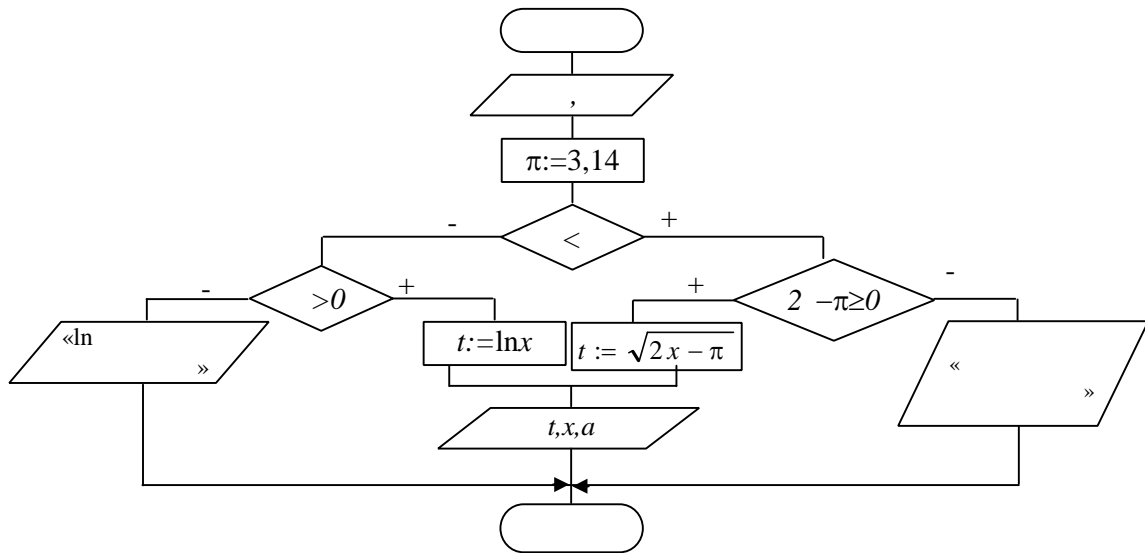 ,
π:=3,14
- < +
- >0 +
+ 2 −π≥0 -
«ln
»
t:=lnx
t := √2x − π
«
»
t,x,a